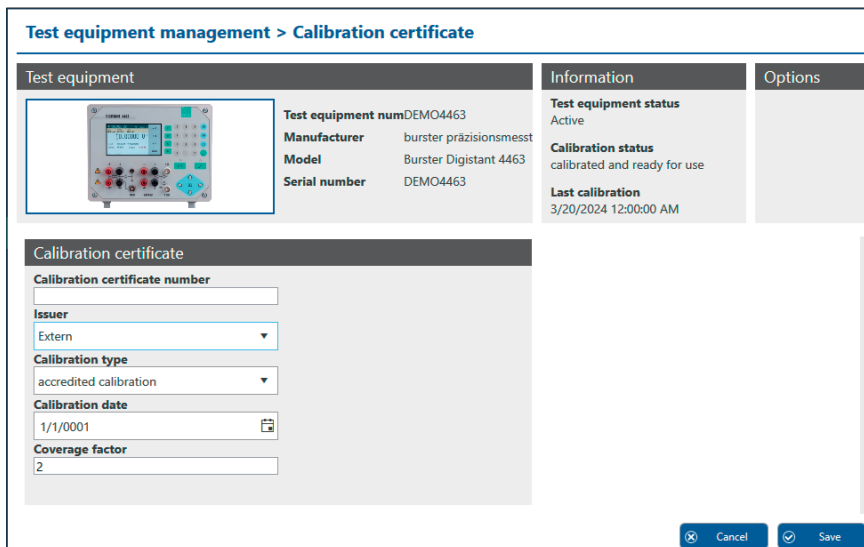 Test equipment management > Calibration certificate
Test equipment
Test equipment num DEMO4463
Manufacturer burster präzisionsmesst
Model Burster Digistant 4463
Serial number DEMO4463
Information
Test equipment status
Active
Calibration status
calibrated and ready for use
Last calibration
3/20/2024 12:00:00 AM
Options
Calibration certificate
Calibration certificate number
Issuer
Extern
Calibration type
accredited calibration
Calibration date
1/1/0001
Coverage factor
2
Cancel
Save